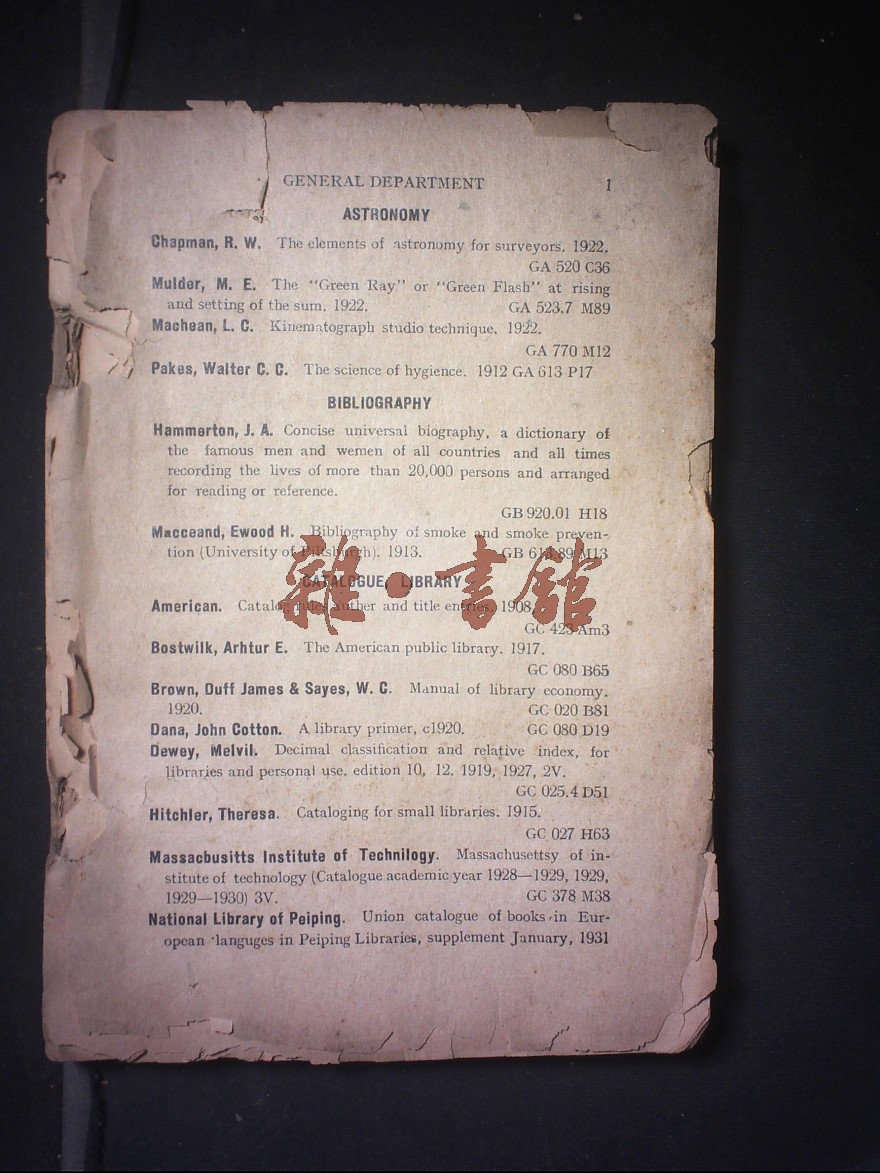 GENERAL DEPARTMENT 1
ASTRONOMY
Chapman, R. W. The elements of astronomy for surveyors. 1922.
GA 520 C36
Mulder, M. E. The "Green Ray" or "Green Flash" at rising
and setting of the sum. 1922. GA 523.7 M89
Machean, L. C. Kinematograph studio technique. 1922.
GA 770 M12
Pakes, Walter C. C. The science of hygience. 1912 GA 613 P17
BIBLIOGRAPHY
Hammerton, J. A. Concise universal biography, a dictionary of
the famous men and wemen of all countries and all times
recording the lives of more than 20,000 persons and arranged
for reading or reference.
GB 920.01 H18
Macceand, Ewood H. Bibliography of smoke and smoke preven-
tion (University of Pittsburgh). 1913. GB 613.89 M13
CATALOGUE, LIBRARY
American. Catalog rules auther and title entries. 1908.
GC 423 Am3
Bostwilk, Arhtur E. The American public library. 1917.
GC 080 B65
Brown, Duff James & Sayes, W. C. Manual of library economy.
1920. GC 020 B81
Dana, John Cotton. A library primer, c1920. GC 080 D19
Dewey, Melvil. Decimal classification and relative index, for
libraries and personal use. edition 10, 12. 1919, 1927, 2V.
GC 025.4 D51
Hitchler, Theresa. Cataloging for small libraries. 1915.
GC 027 H63
Massacbusitts Institute of Technilogy. Massachusettsy of in-
stitute of technology (Catalogue academic year 1928—1929, 1929,
1929—1930) 3V. GC 378 M38
National Library of Peiping. Union catalogue of books in Eur-
opean languges in Peiping Libraries, supplement January, 1931
雜·書館